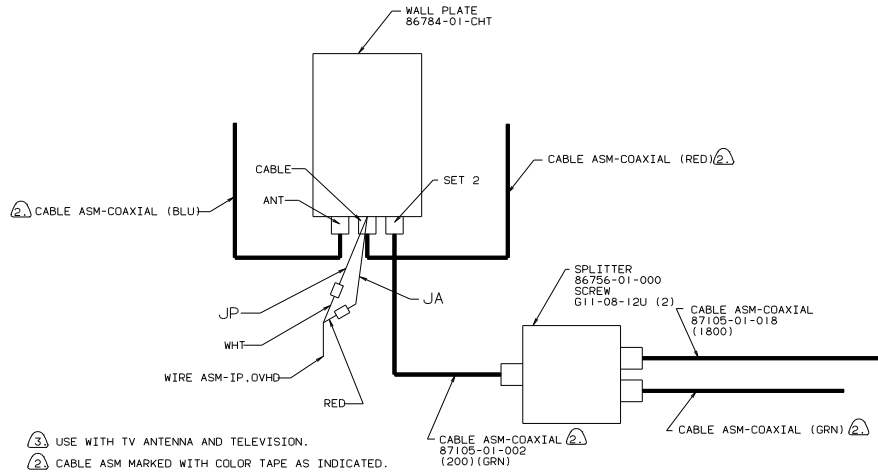 WALL PLATE
86784-01-CHT
CABLE
ANT
SET 2
CABLE ASM-COAXIAL (RED) 2.
2. CABLE ASM-COAXIAL (BLU)
SPLITTER
86756-01-000
SCREW
G11-08-12U (2)
CABLE ASM-COAXIAL
87105-01-018
(1800)
JP
JA
WHT
WIRE ASM-IP,OVHD
RED
CABLE ASM-COAXIAL 2.
87105-01-002
(200)(GRN)
CABLE ASM-COAXIAL (GRN) 2.
3. USE WITH TV ANTENNA AND TELEVISION.
2. CABLE ASM MARKED WITH COLOR TAPE AS INDICATED.